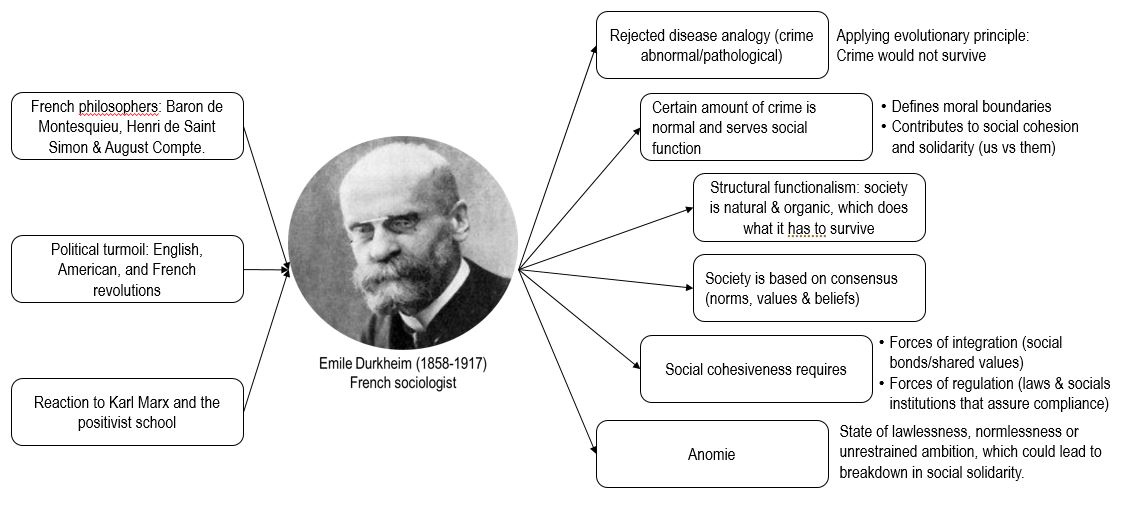 French philosophers: Baron de
Montesquieu, Henri de Saint
Simon & August Compte.
Political turmoil: English,
American, and French
revolutions
Reaction to Karl Marx and the
positivist school
Emile Durkheim (1858-1917)
French sociologist
Rejected disease analogy (crime
abnormal/pathological)
Applying evolutionary principle:
Crime would not survive
Certain amount of crime is
normal and serves social
function
• Defines moral boundaries
• Contributes to social cohesion
and solidarity (us vs them)
Structural functionalism: society
is natural & organic, which does
what it has to survive
Society is based on consensus
(norms, values & beliefs)
Social cohesiveness requires
• Forces of integration (social
bonds/shared values)
• Forces of regulation (laws & socials
institutions that assure compliance)
Anomie
State of lawlessness, normlessness or
unrestrained ambition, which could lead to
breakdown in social solidarity.